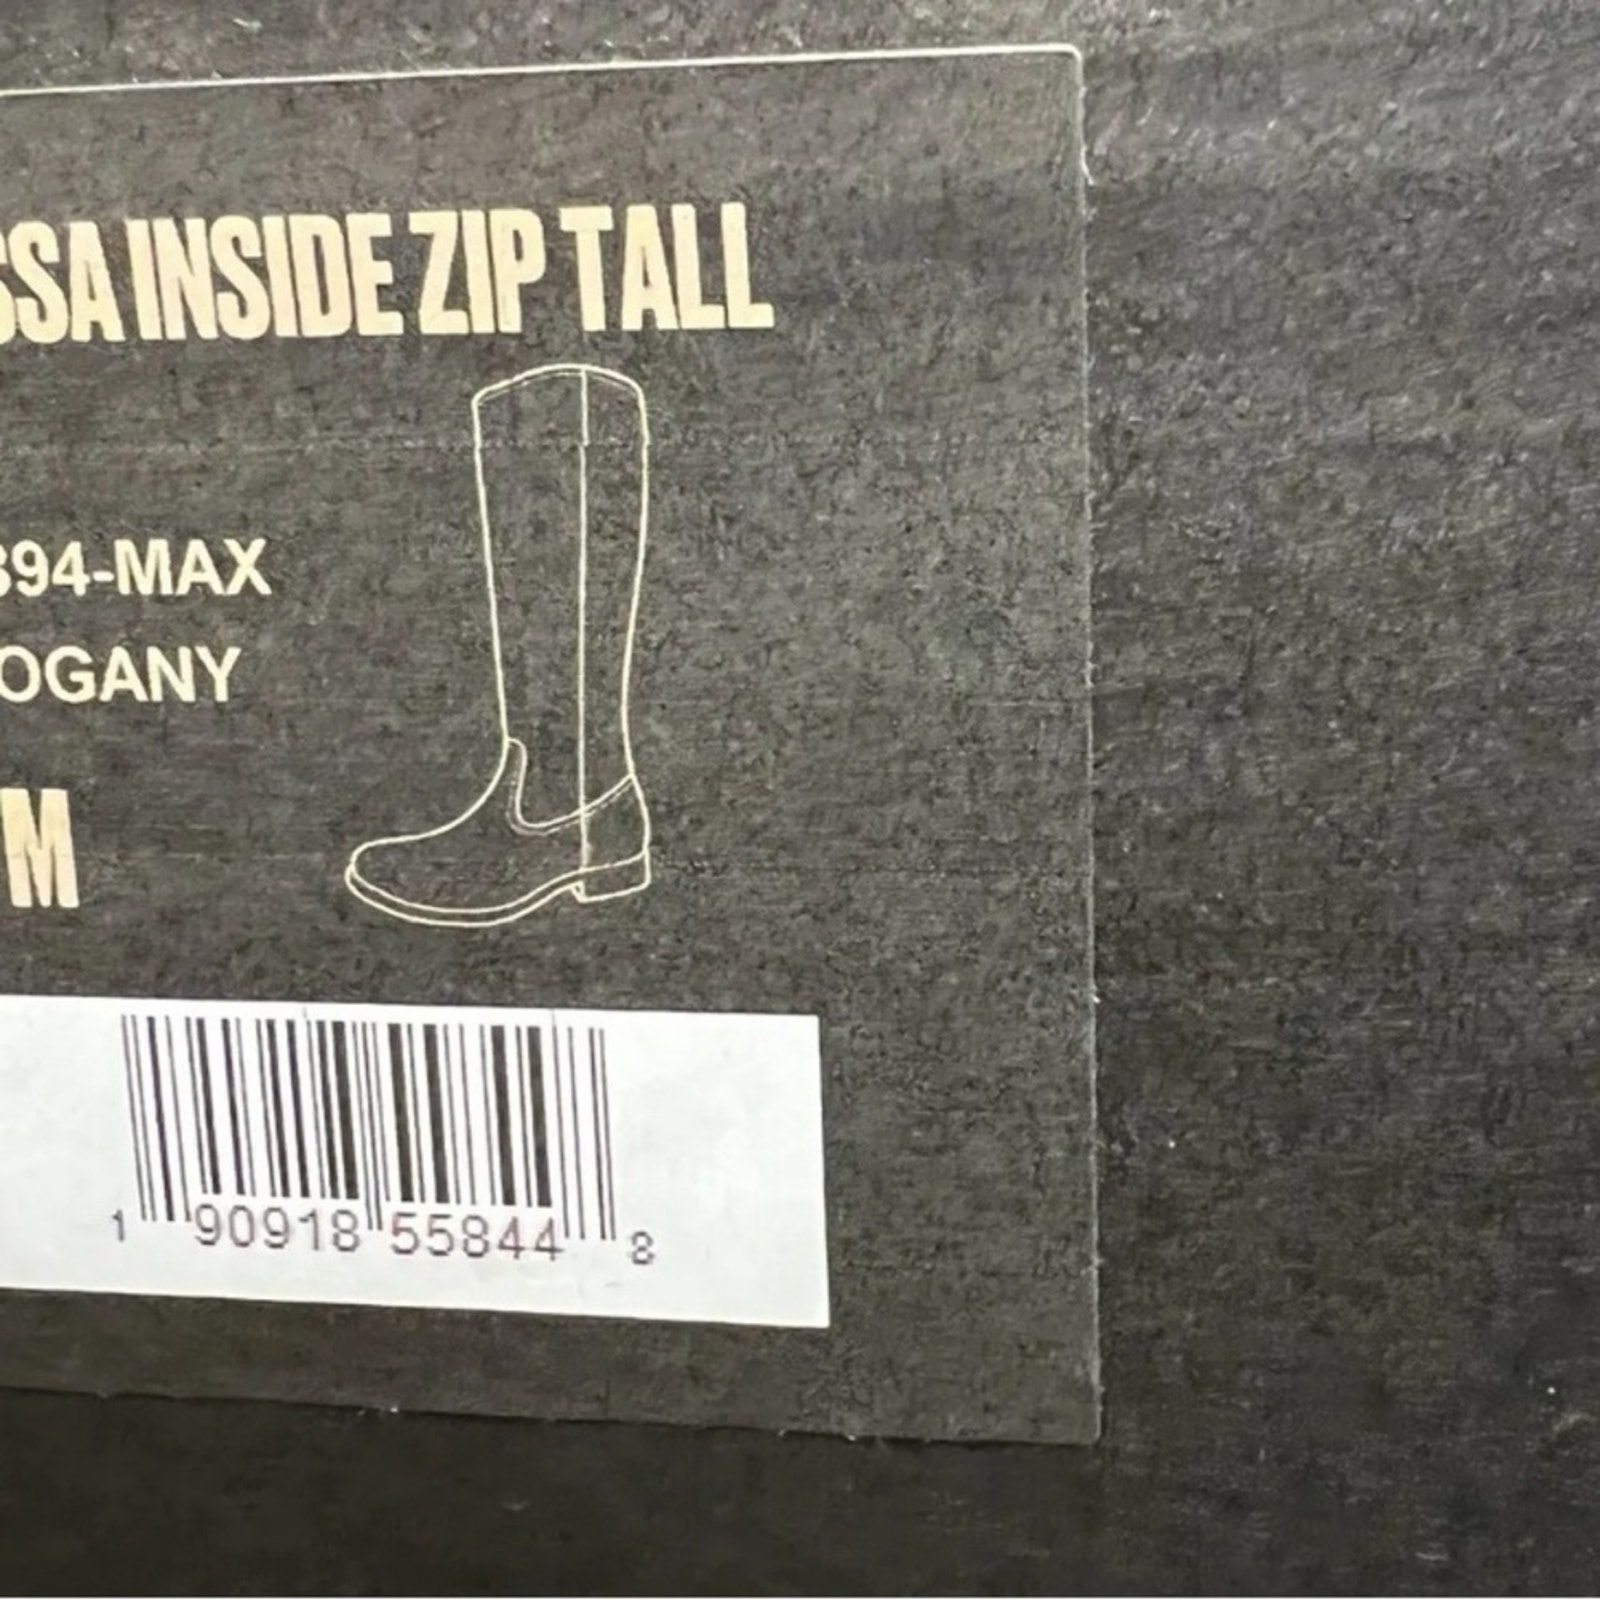 SSA INSIDE ZIP TALL
394-MAX
OGANY
M
1 90918 55844 8